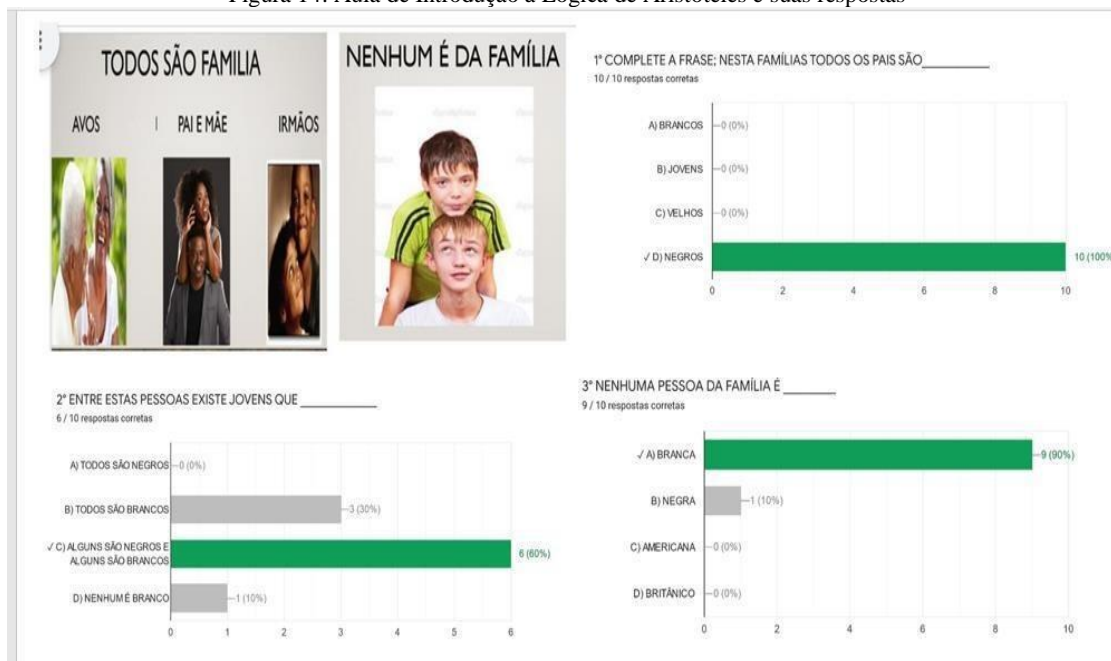 Figura 14: Aula de Introdução à Lógica de Aristóteles e suas respostas
TODOS SÃO FAMILIA
AVOS
PAI E MÃE
IRMÃOS
NENHUM É DA FAMÍLIA
1° COMPLETE A FRASE; NESTA FAMÍLIAS TODOS OS PAIS SÃO__________
10 / 10 respostas corretas
A) BRANCOS
0 (0%)
B) JOVENS
0 (0%)
C) VELHOS
0 (0%)
✓ D) NEGROS
10 (100%
0 2 4 6 8 10
2° ENTRE ESTAS PESSOAS EXISTE JOVENS QUE ____________
6 / 10 respostas corretas
A) TODOS SÃO NEGROS
0 (0%)
B) TODOS SÃO BRANCOS
3 (30%)
✓ C) ALGUNS SÃO NEGROS E
ALGUNS SÃO BRANCOS
6 (60%)
D) NENHUM É BRANCO
1 (10%)
0 1 2 3 4 5 6
3° NENHUMA PESSOA DA FAMÍLIA É ________
9 / 10 respostas corretas
✓ A) BRANCA
9 (90%)
B) NEGRA
1 (10%)
C) AMERICANA
0 (0%)
D) BRITÂNICO
0 (0%)
0 2 4 6 8 10